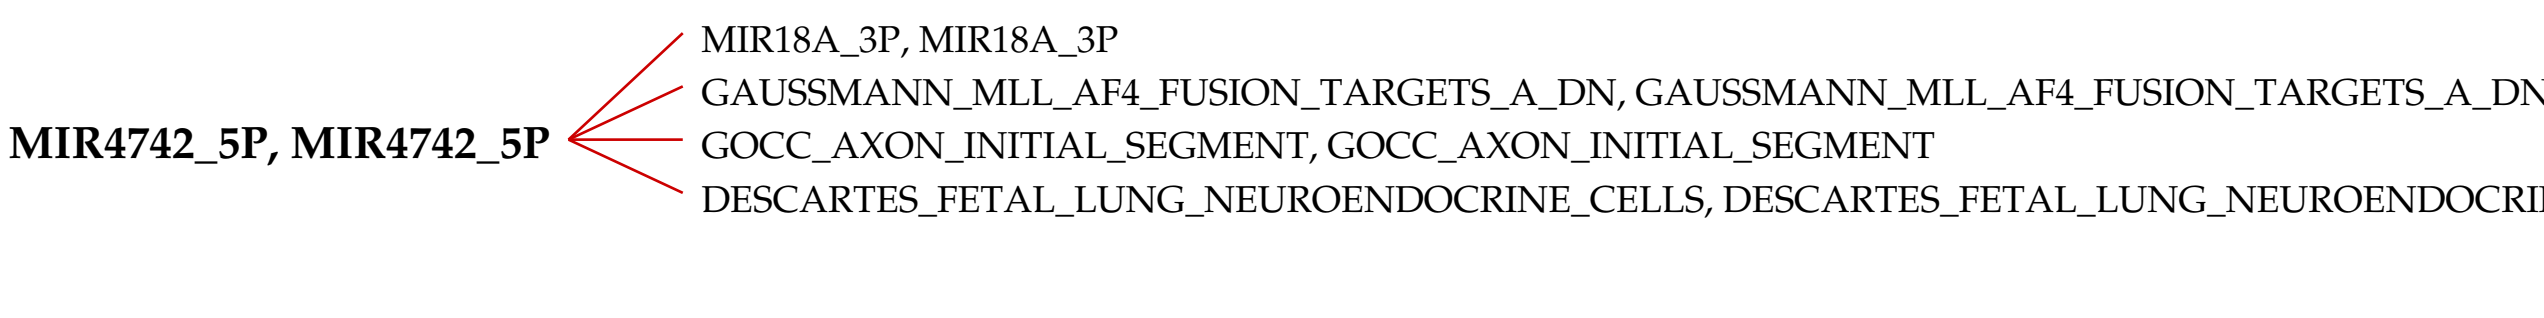 MIR18A_3P, MIR18A_3P
GAUSSMANN_MLL_AF4_FUSION_TARGETS_A_DN, GAUSSMANN_MLL_AF4_FUSION_TARGETS_A_DN
MIR4742_5P, MIR4742_5P
GOCC_AXON_INITIAL_SEGMENT, GOCC_AXON_INITIAL_SEGMENT
DESCARTES_FETAL_LUNG_NEUROENDOCRINE_CELLS, DESCARTES_FETAL_LUNG_NEUROENDOCRI